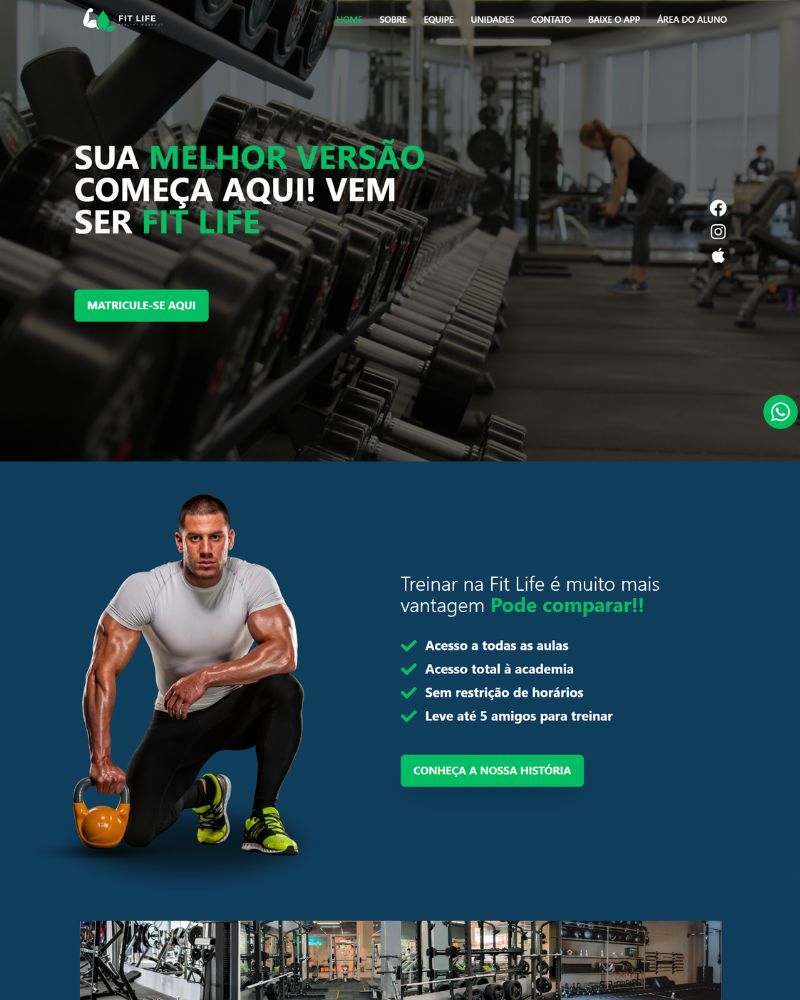 FIT LIFE
HOME SOBRE EQUIPE UNIDADES CONTATO BAIXE O APP ÁREA DO ALUNO
SUA MELHOR VERSÃO
COMEÇA AQUI! VEM
SER FIT LIFE
MATRICULE-SE AQUI
Treinar na Fit Life é muito mais
vantagem Pode comparar!!
Acesso a todas as aulas
Acesso total à academia
Sem restrição de horários
Leve até 5 amigos para treinar
CONHEÇA A NOSSA HISTÓRIA